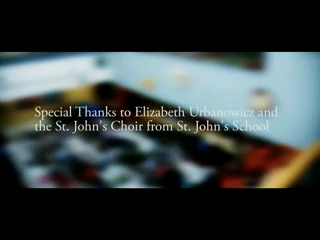 Special Thanks to Elizabeth Urbanowicz and
the St. John's Choir from St. John's School